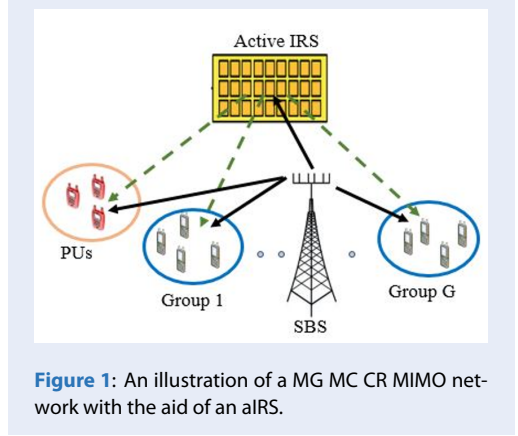 Active IRS
PUs
Group 1
SBS
Group G
Figure 1: An illustration of a MG MC CR MIMO net-
work with the aid of an aIRS.